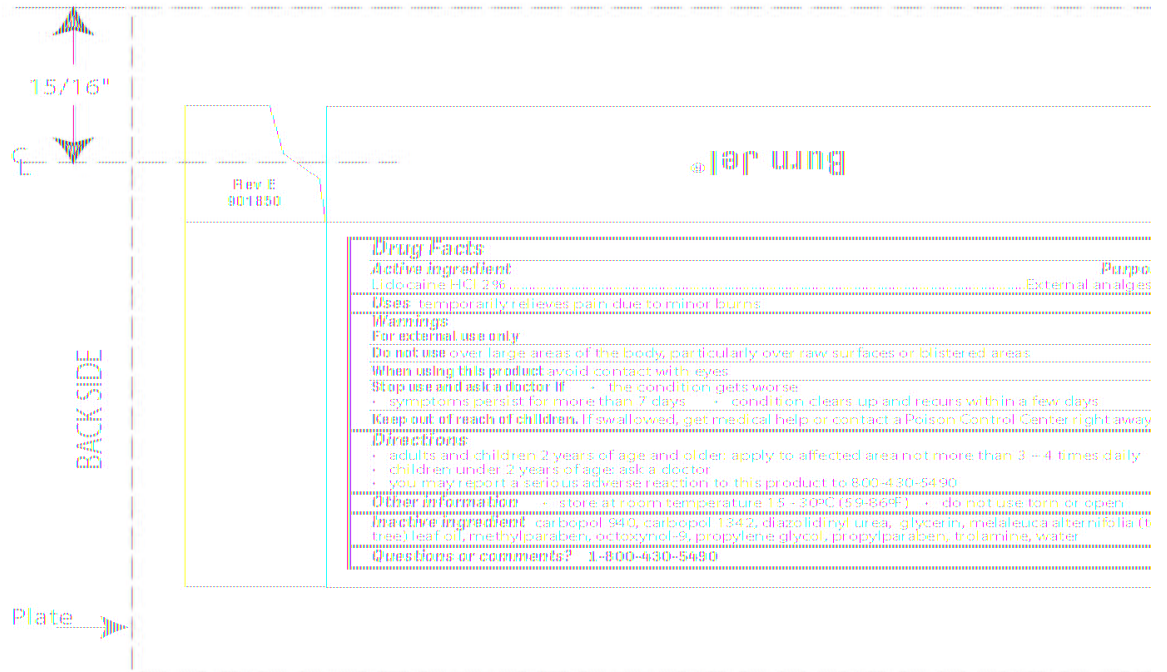 15/16"
℄
burn jel®
Rev E
901850
Drug Facts
Active ingredient Purpo
Lidocaine HCl 2% External analges
Uses temporarily relieves pain due to minor burns
Warnings
For external use only
Do not use over large areas of the body, particularly over raw surfaces or blistered areas
When using this product avoid contact with eyes
Stop use and ask a doctor if • the condition gets worse
• symptoms persist for more than 7 days • condition clears up and recurs within a few days
Keep out of reach of children. If swallowed, get medical help or contact a Poison Control Center right away
Directions
• adults and children 2 years of age and older: apply to affected area not more than 3 – 4 times daily
• children under 2 years of age: ask a doctor
• you may report a serious adverse reaction to this product to 800-430-5490
Other information • store at room temperature 15 - 30ºC (59-86ºF) • do not use torn or open
Inactive ingredient carbopol 940, carbopol 1342, diazolidinyl urea, glycerin, melaleuca alternifolia (t
tree) leaf oil, methylparaben, octoxynol-9, propylene glycol, propylparaben, trolamine, water
Questions or comments? 1-800-430-5490
BACK SIDE
Plate